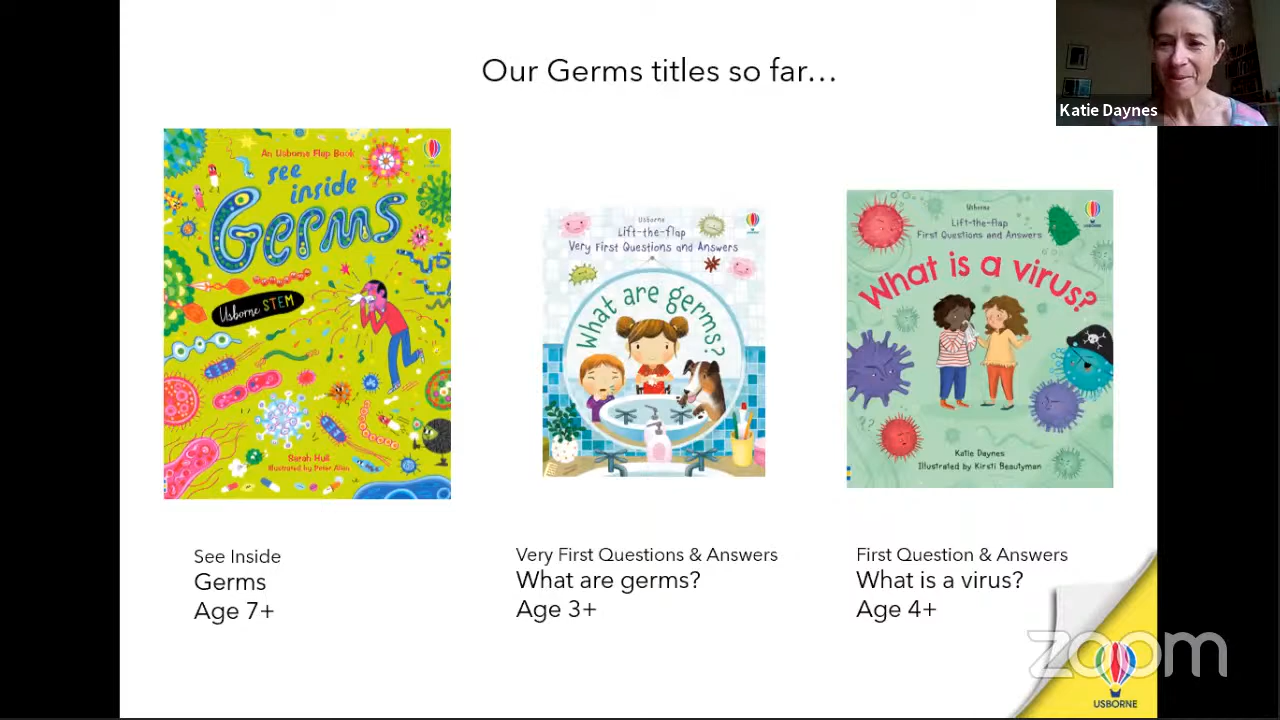 Our Germs titles so far...
Katie Daynes
An Usborne Flap Book
see
inside
Germs
Usborne STEM
Sarah Hull
Illustrated by Peter Allen
Usborne
Lift-the-flap
Very First Questions and Answers
What are germs?
Usborne
Lift-the-flap
First Questions and Answers
What is a virus?
??
Katie Daynes
Illustrated by Kirsti Beautyman
See Inside
Germs
Age 7+
Very First Questions & Answers
What are germs?
Age 3+
First Question & Answers
What is a virus?
Age 4+
zoom
USBORNE